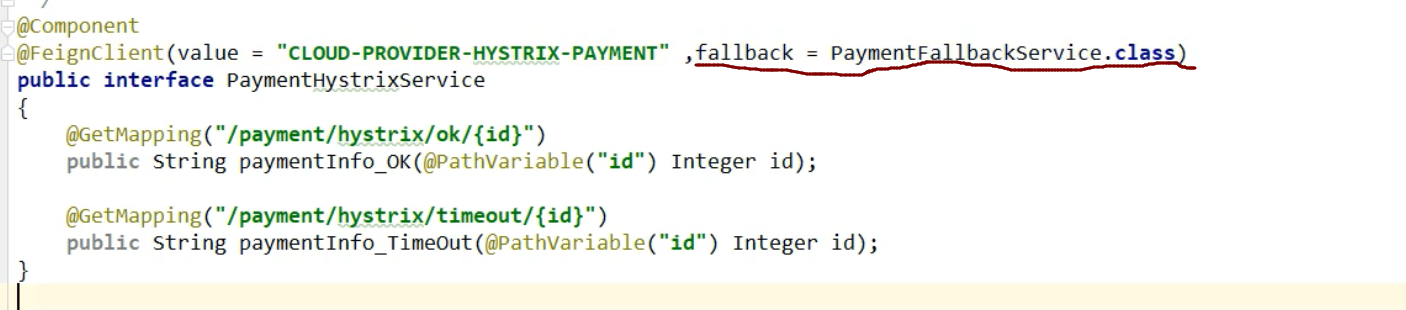 */
@Component
@FeignClient(value = "CLOUD-PROVIDER-HYSTRIX-PAYMENT" ,fallback = PaymentFallbackService.class)
public interface PaymentHystrixService
{
@GetMapping("/payment/hystrix/ok/{id}")
public String paymentInfo_OK(@PathVariable("id") Integer id);
@GetMapping("/payment/hystrix/timeout/{id}")
public String paymentInfo_TimeOut(@PathVariable("id") Integer id);
}